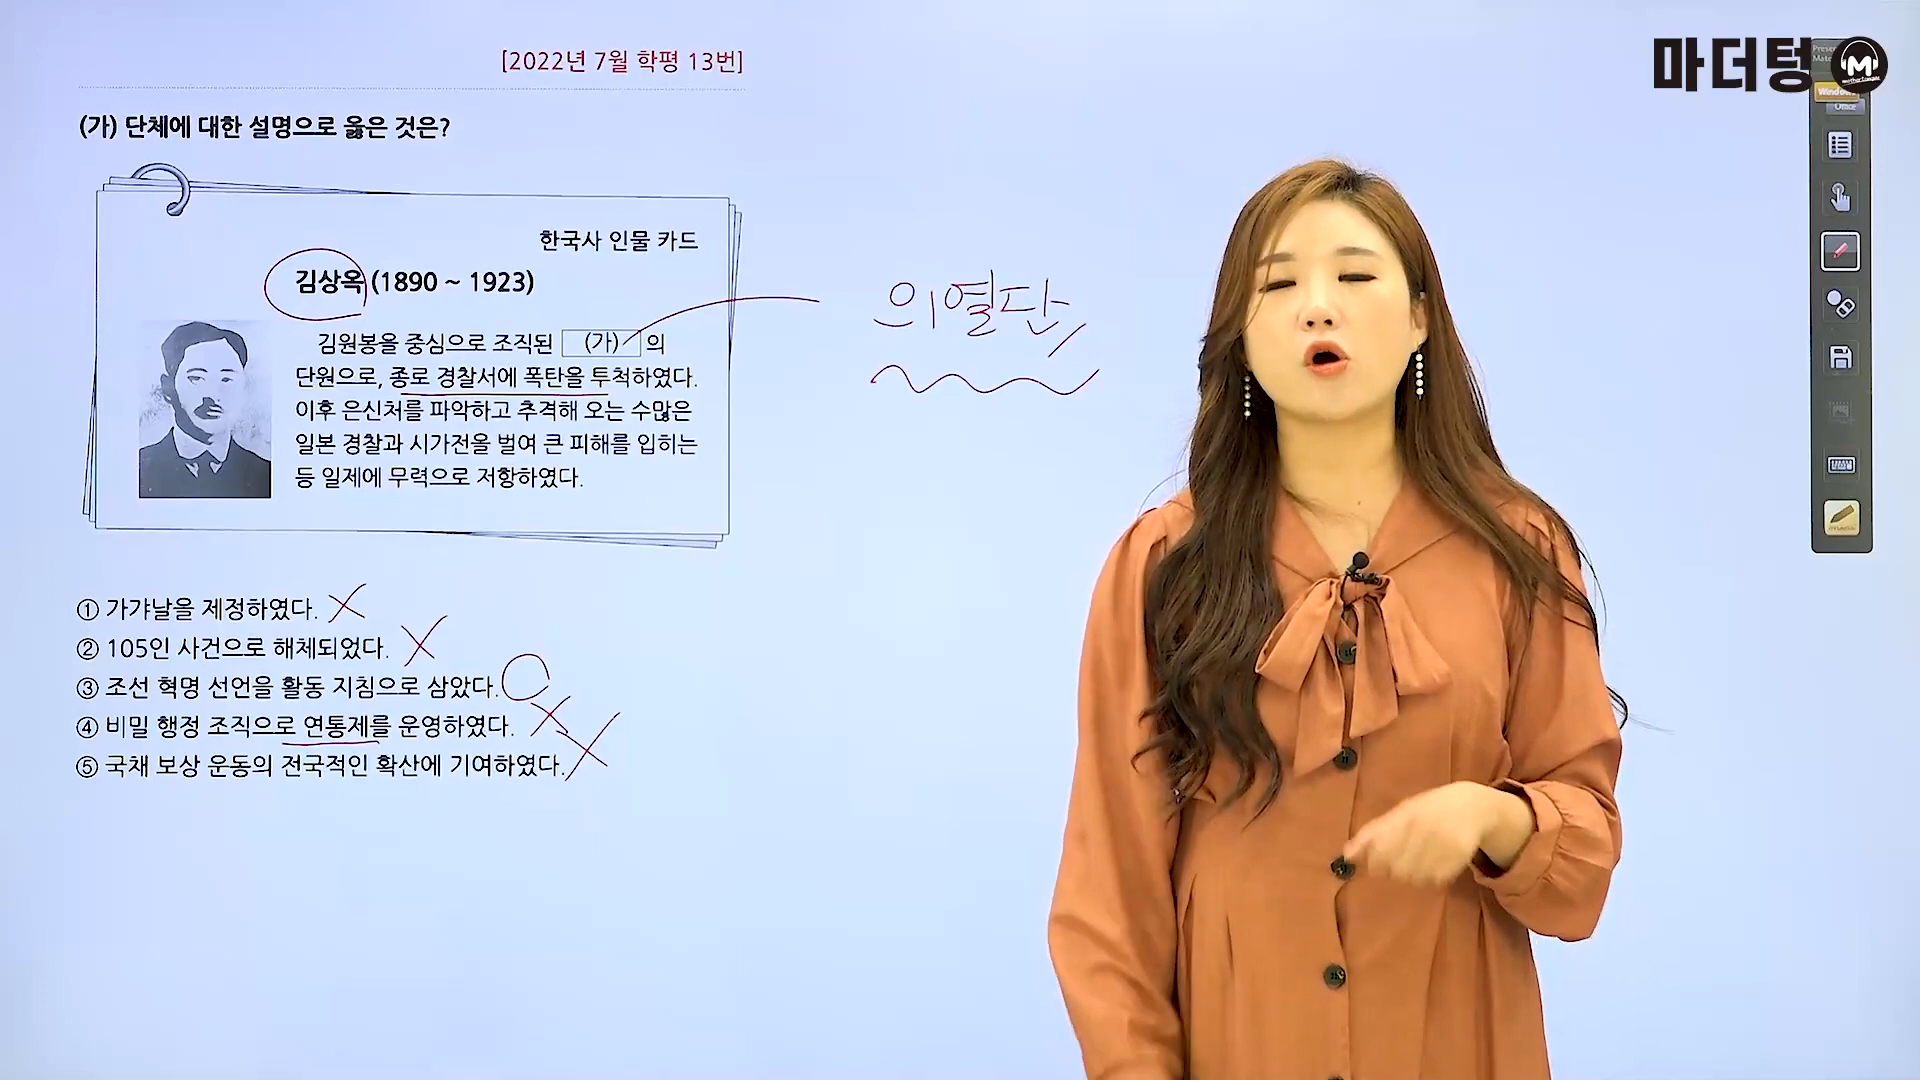 [2022년 7월 학평 13번]
마더텅
(가) 단체에 대한 설명으로 옳은 것은?
한국사 인물 카드
김상옥 (1890 ~ 1923)
김원봉을 중심으로 조직된 (가) 의
단원으로, 종로 경찰서에 폭탄을 투척하였다.
이후 은신처를 파악하고 추격해 오는 수많은
일본 경찰과 시가전을 벌여 큰 피해를 입히는
등 일제에 무력으로 저항하였다.
의열단
① 가갸날을 제정하였다.
② 105인 사건으로 해체되었다.
③ 조선 혁명 선언을 활동 지침으로 삼았다.
④ 비밀 행정 조직으로 연통제를 운영하였다.
⑤ 국채 보상 운동의 전국적인 확산에 기여하였다.
Windows
Office